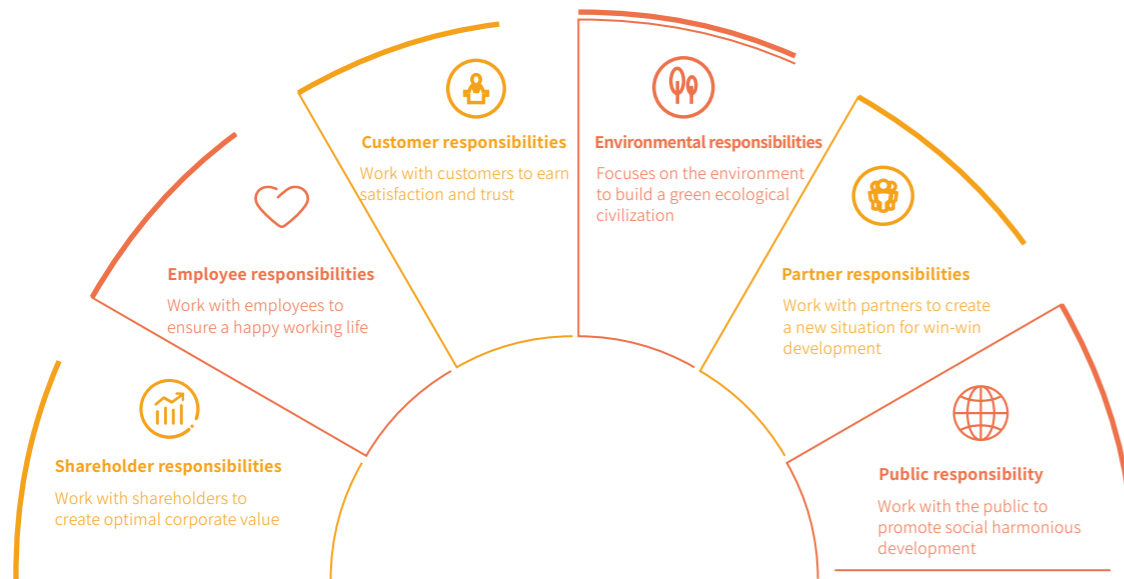 Shareholder responsibilities
Work with shareholders to
create optimal corporate value
Employee responsibilities
Work with employees to
ensure a happy working life
Customer responsibilities
Work with customers to earn
satisfaction and trust
Environmental responsibilities
Focuses on the environment
to build a green ecological
civilization
Partner responsibilities
Work with partners to create
a new situation for win-win
development
Public responsibility
Work with the public to
promote social harmonious
development